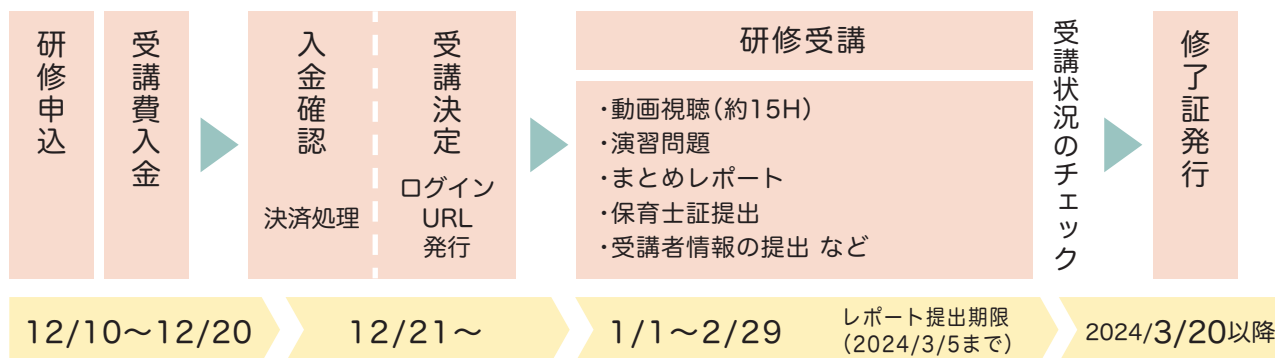 研修申込
受講費入金
入金確認
決済処理
受講決定
ログイン
URL
発行
研修受講
・動画視聴（約15H）
・演習問題
・まとめレポート
・保育士証提出
・受講者情報の提出 など
受講状況のチェック
修了証発行
12/10〜12/20
12/21〜
1/1〜2/29
レポート提出期限
（2024/3/5まで）
2024/3/20以降